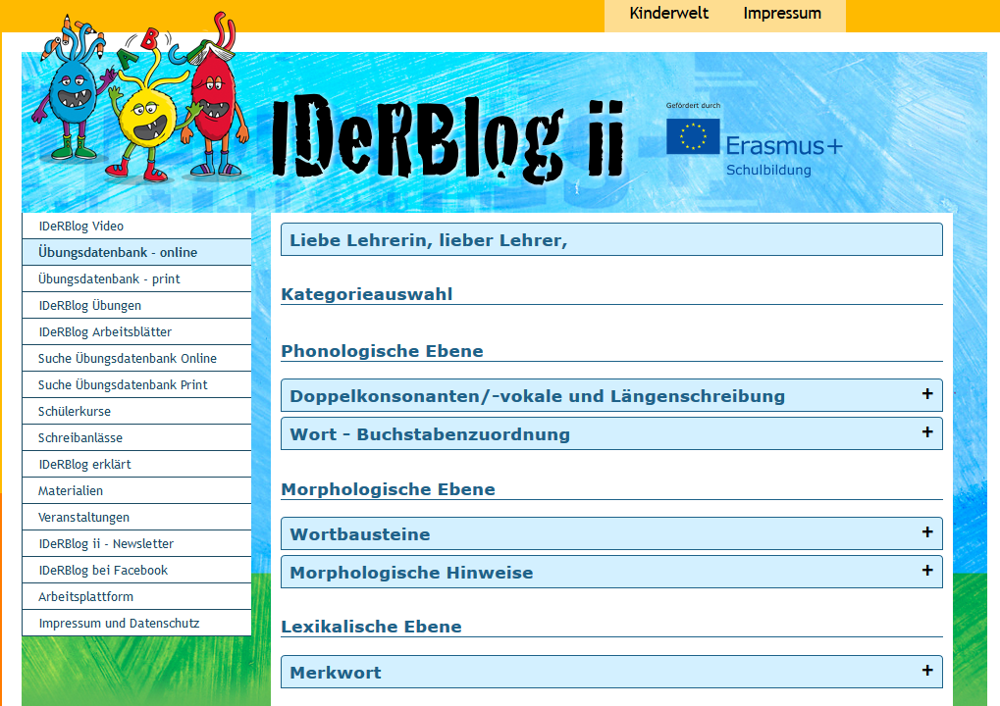 Kinderwelt Impressum
A B C
IDeRBlog ii
Gefördert durch
Erasmus+
Schulbildung
IDeRBlog Video
Übungsdatenbank - online
Übungsdatenbank - print
IDeRBlog Übungen
IDeRBlog Arbeitsblätter
Suche Übungsdatenbank Online
Suche Übungsdatenbank Print
Schülerkurse
Schreibanlässe
IDeRBlog erklärt
Materialien
Veranstaltungen
IDeRBlog ii - Newsletter
IDeRBlog bei Facebook
Arbeitsplattform
Impressum und Datenschutz
Liebe Lehrerin, lieber Lehrer,
Kategorieauswahl
Phonologische Ebene
Doppelkonsonanten/-vokale und Längenschreibung +
Wort - Buchstabenzuordnung +
Morphologische Ebene
Wortbausteine +
Morphologische Hinweise +
Lexikalische Ebene
Merkwort +